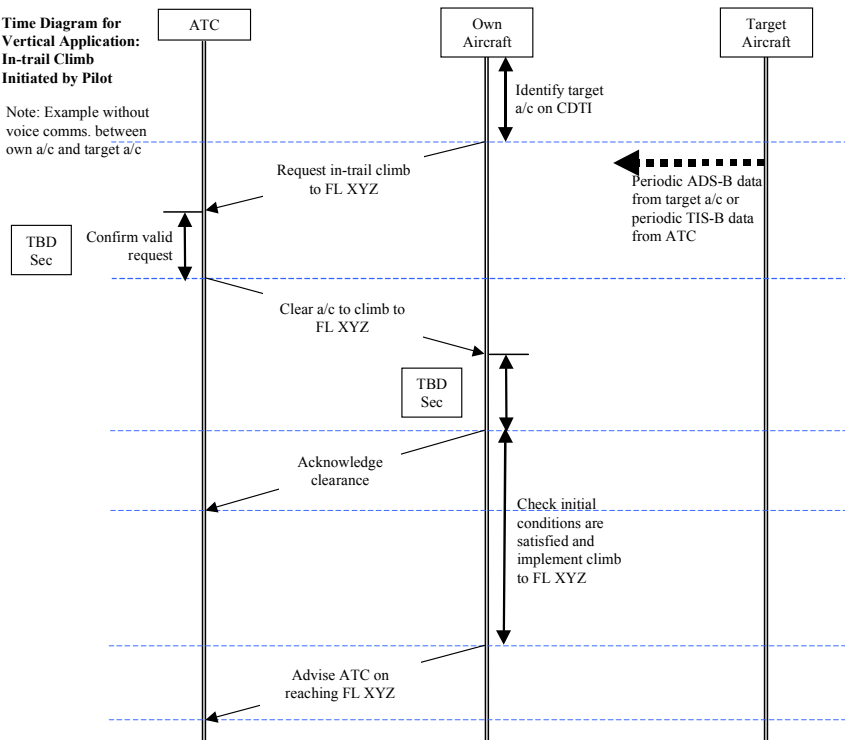 Time Diagram for
Vertical Application:
In-trail Climb
Initiated by Pilot
Note: Example without
voice comms. between
own a/c and target a/c
ATC
Own
Aircraft
Target
Aircraft
Identify target
a/c on CDTI
Request in-trail climb
to FL XYZ
Periodic ADS-B data
from target a/c or
periodic TIS-B data
from ATC
TBD
Sec
Confirm valid
request
Clear a/c to climb to
FL XYZ
TBD
Sec
Acknowledge
clearance
Check initial
conditions are
satisfied and
implement climb
to FL XYZ
Advise ATC on
reaching FL XYZ